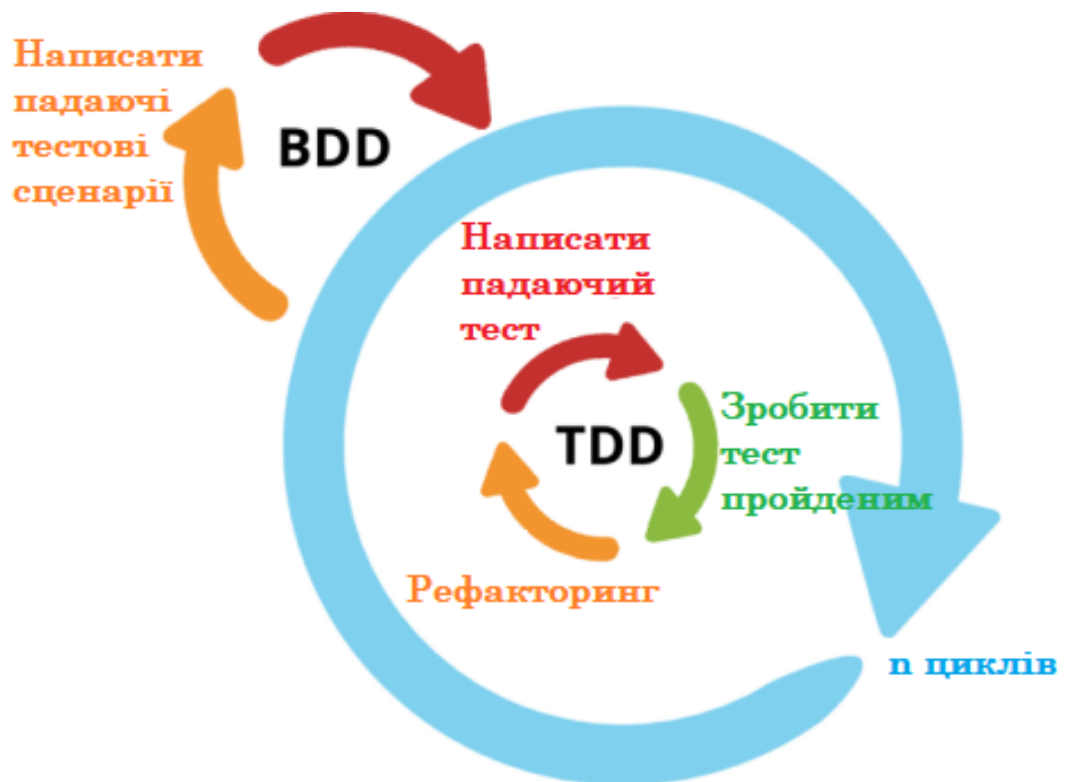 Написати
падаючі
тестові
сценарії
BDD
Написати
падаючий
тест
TDD
Зробити
тест
пройденим
Рефакторинг
n циклів